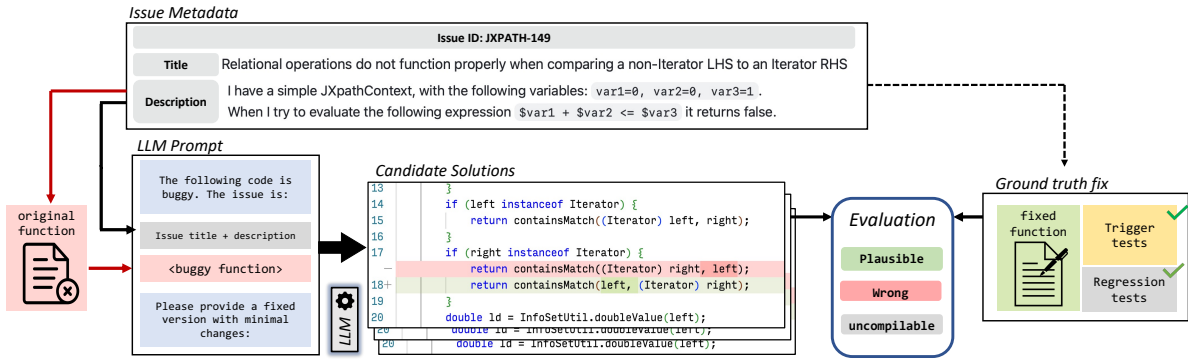 Issue Metadata
Issue ID: JXPATH-149
Title
Relational operations do not function properly when comparing a non-Iterator LHS to an Iterator RHS
Description
I have a simple JXpathContext, with the following variables: var1=0, var2=0, var3=1 .
When I try to evaluate the following expression $var1 + $var2 <= $var3 it returns false.
LLM Prompt
The following code is
buggy. The issue is:
Issue title + description
<buggy function>
Please provide a fixed
version with minimal
changes:
original
function
LLM
Candidate Solutions
13 }
14 if (left instanceof Iterator) {
15 return containsMatch((Iterator) left, right);
16 }
17 if (right instanceof Iterator) {
— return containsMatch((Iterator) right, left);
18+ return containsMatch(left, (Iterator) right);
19 }
20 double ld = InfoSetUtil.doubleValue(left);
20 double ld = InfoSetUtil.doubleValue(left);
20 double ld = InfoSetUtil.doubleValue(left);
Evaluation
Plausible
Wrong
uncompilable
Ground truth fix
fixed
function
Trigger
tests
Regression
tests